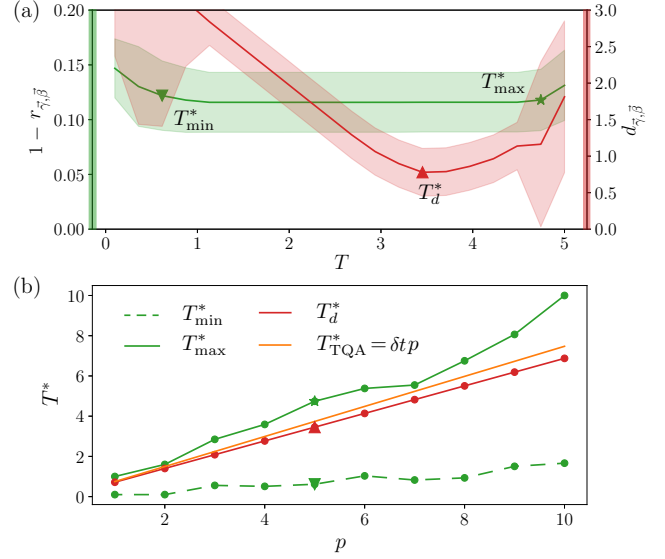 (a)
0.20
0.15
0.10
0.05
0.00
1 − r_{γ⃗,β⃗}
T*_min
T*_max
T*_d
3.0
2.5
2.0
1.5
1.0
0.5
0.0
d_{γ⃗,β⃗}
0 1 2 3 4 5
T
(b)
10
8
6
4
2
0
T*
T*_min
T*_max
T*_d
T*_TQA = δtp
2 4 6 8 10
p